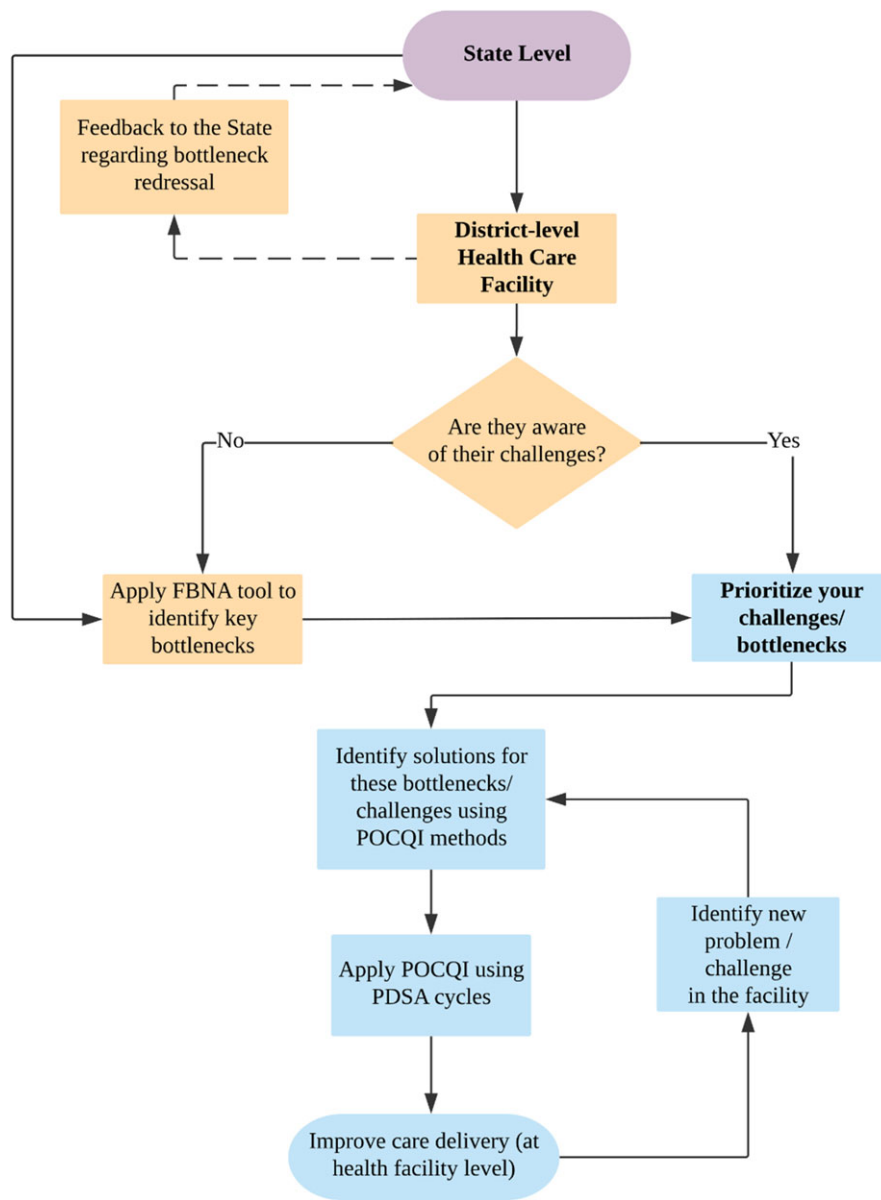 State Level
Feedback to the State
regarding bottleneck
redressal
District-level
Health Care
Facility
Are they aware
of their challenges?
No
Yes
Apply FBNA tool to
identify key
bottlenecks
Prioritize your
challenges/
bottlenecks
Identify solutions for
these bottlenecks/
challenges using
POCQI methods
Identify new
problem /
challenge
in the facility
Apply POCQI using
PDSA cycles
Improve care delivery (at
health facility level)